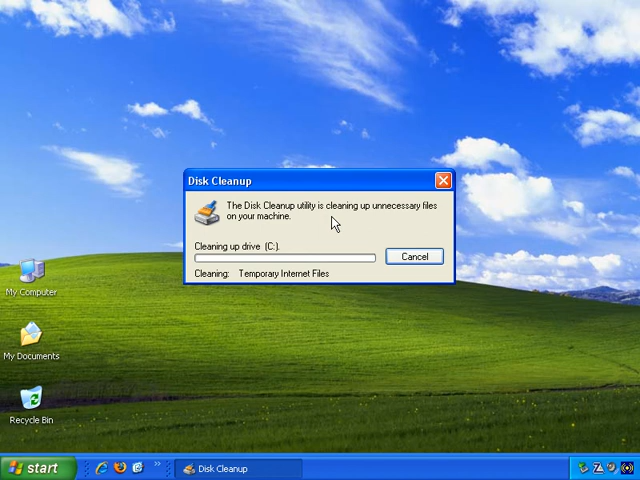 Disk Cleanup
The Disk Cleanup utility is cleaning up unnecessary files
on your machine.
Cleaning up drive (C:).
Cancel
Cleaning: Temporary Internet Files
My Computer
My Documents
Recycle Bin
start
Disk Cleanup